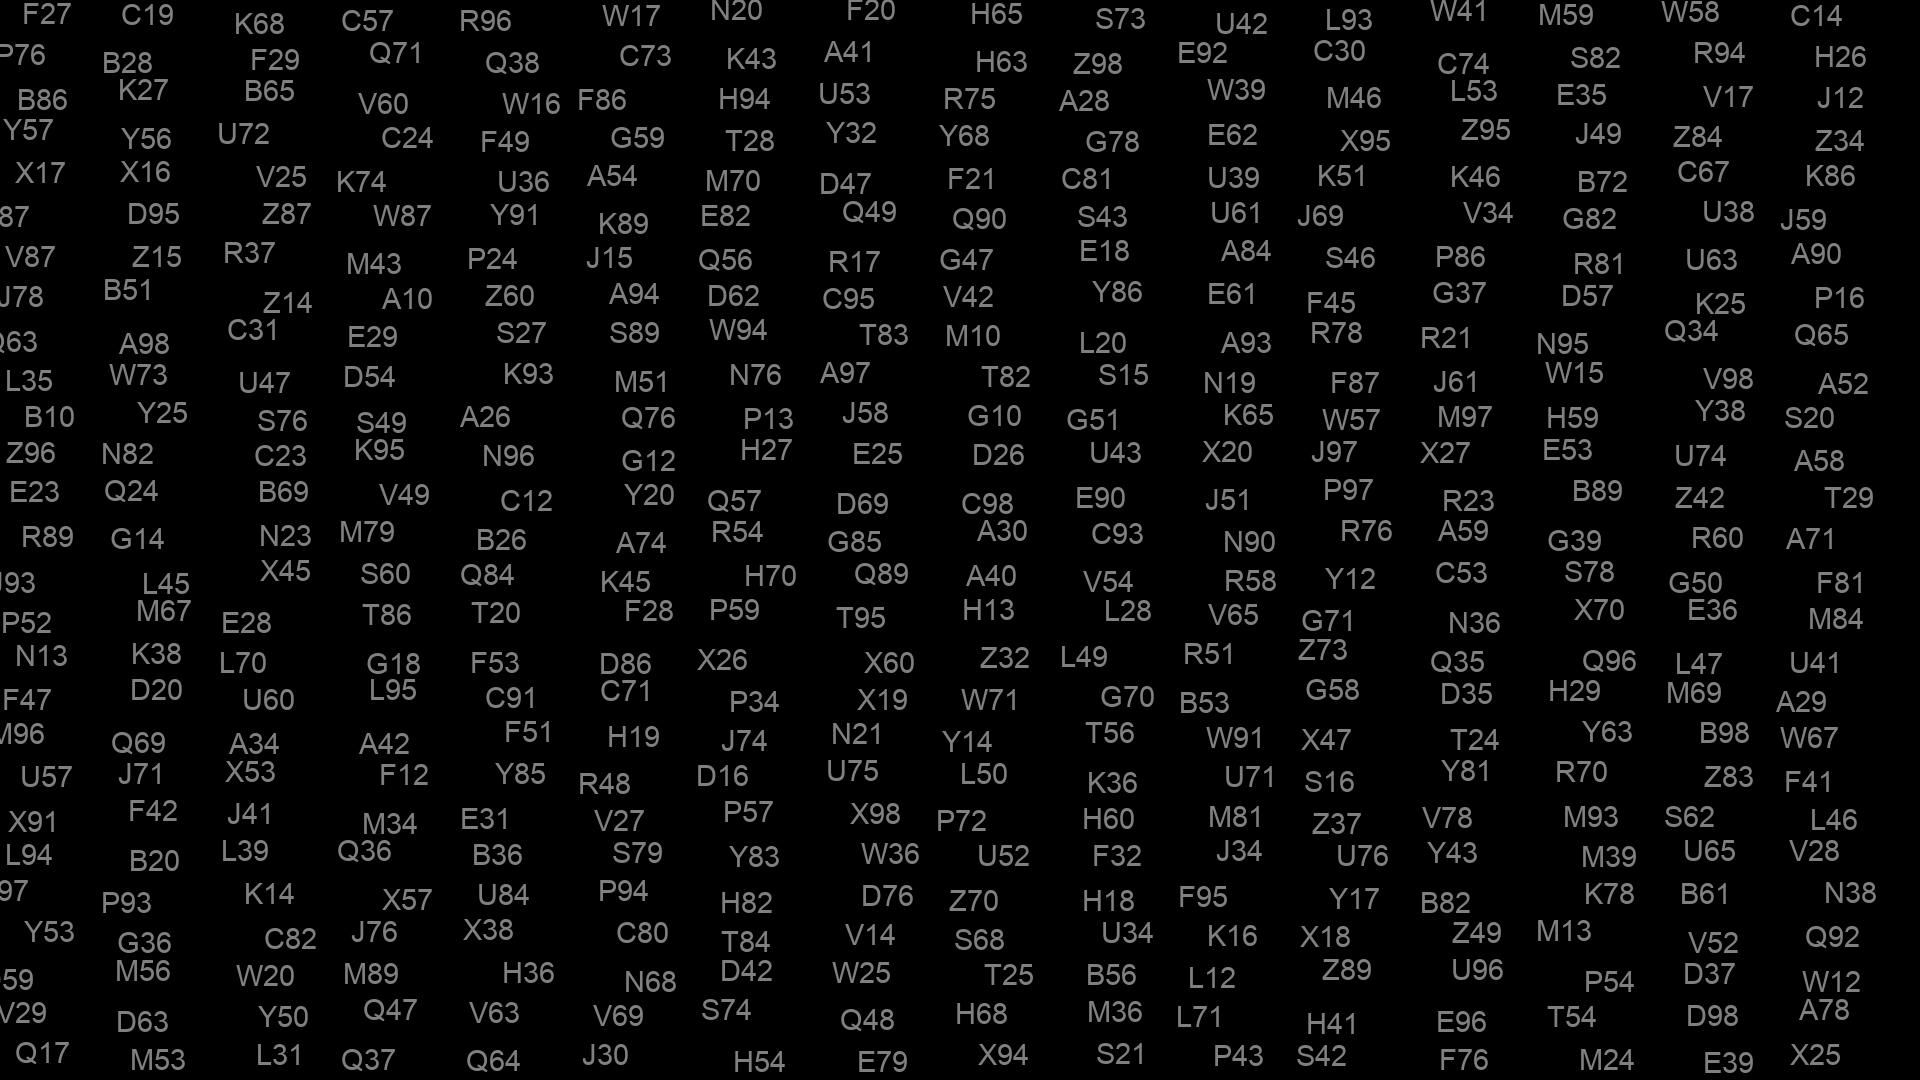 F27 C19 K68 C57 R96 W17 N20 F20 H65 S73 U42 L93 W41 M59 W58 C14
P76 B28 F29 Q71 Q38 C73 K43 A41 H63 Z98 E92 C30 C74 S82 R94 H26
B86 K27 B65 V60 W16 F86 H94 U53 R75 A28 W39 M46 L53 E35 V17 J12
Y57 Y56 U72 C24 F49 G59 T28 Y32 Y68 G78 E62 X95 Z95 J49 Z84 Z34
X17 X16 V25 K74 U36 A54 M70 D47 F21 C81 U39 K51 K46 B72 C67 K86
87 D95 Z87 W87 Y91 K89 E82 Q49 Q90 S43 U61 J69 V34 G82 U38 J59
V87 Z15 R37 M43 P24 J15 Q56 R17 G47 E18 A84 S46 P86 R81 U63 A90
J78 B51 Z14 A10 Z60 A94 D62 C95 V42 Y86 E61 F45 G37 D57 K25 P16
Q63 A98 C31 E29 S27 S89 W94 T83 M10 L20 A93 R78 R21 N95 Q34 Q65
L35 W73 U47 D54 K93 M51 N76 A97 T82 S15 N19 F87 J61 W15 V98 A52
B10 Y25 S76 S49 A26 Q76 P13 J58 G10 G51 K65 W57 M97 H59 Y38 S20
Z96 N82 C23 K95 N96 G12 H27 E25 D26 U43 X20 J97 X27 E53 U74 A58
E23 Q24 B69 V49 C12 Y20 Q57 D69 C98 E90 J51 P97 R23 B89 Z42 T29
R89 G14 N23 M79 B26 A74 R54 G85 A30 C93 N90 R76 A59 G39 R60 A71
93 L45 X45 S60 Q84 K45 H70 Q89 A40 V54 R58 Y12 C53 S78 G50 F81
P52 M67 E28 T86 T20 F28 P59 T95 H13 L28 V65 G71 N36 X70 E36 M84
N13 K38 L70 G18 F53 D86 X26 X60 Z32 L49 R51 Z73 Q35 Q96 L47 U41
F47 D20 U60 L95 C91 C71 P34 X19 W71 G70 B53 G58 D35 H29 M69 A29
M96 Q69 A34 A42 F51 H19 J74 N21 Y14 T56 W91 X47 T24 Y63 B98 W67
U57 J71 X53 F12 Y85 R48 D16 U75 L50 K36 U71 S16 Y81 R70 Z83 F41
X91 F42 J41 M34 E31 V27 P57 X98 P72 H60 M81 Z37 V78 M93 S62 L46
L94 B20 L39 Q36 B36 S79 Y83 W36 U52 F32 J34 U76 Y43 M39 U65 V28
97 P93 K14 X57 U84 P94 H82 D76 Z70 H18 F95 Y17 B82 K78 B61 N38
Y53 G36 C82 J76 X38 C80 T84 V14 S68 U34 K16 X18 Z49 M13 V52 Q92
59 M56 W20 M89 H36 N68 D42 W25 T25 B56 L12 Z89 U96 P54 D37 W12
V29 D63 Y50 Q47 V63 V69 S74 Q48 H68 M36 L71 H41 E96 T54 D98 A78
Q17 M53 L31 Q37 Q64 J30 H54 E79 X94 S21 P43 S42 F76 M24 E39 X25